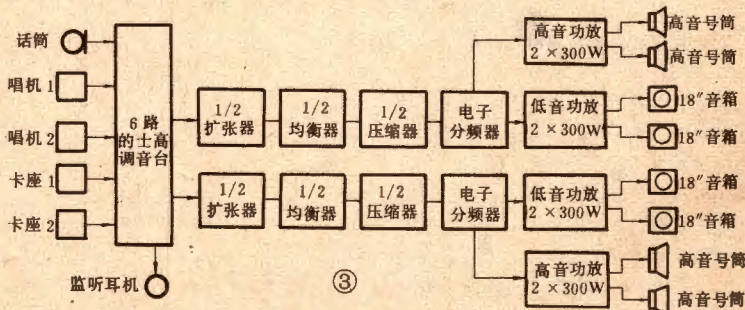 话筒
唱机 1
唱机 2
卡座 1
卡座 2
6 路
的士高
调音台
监听耳机
1/2
扩张器
1/2
均衡器
1/2
压缩器
电子
分频器
高音功放
2 ×300W
高音号筒
高音号筒
低音功放
2 ×300W
18″音箱
18″音箱
1/2
扩张器
1/2
均衡器
1/2
压缩器
电子
分频器
低音功放
2 ×300W
18″音箱
18″音箱
高音功放
2 ×300W
高音号筒
高音号筒
③